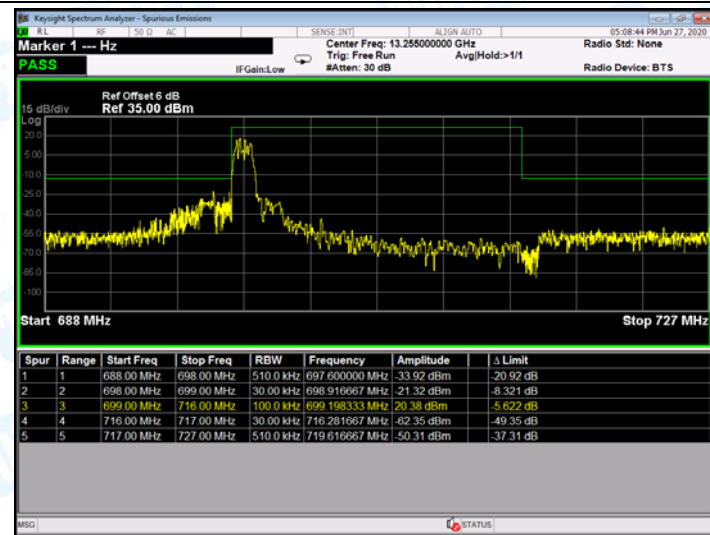 Keysight Spectrum Analyzer - Spurious Emissions
RL RF 50 Ω AC SENSE:INT ALIGN AUTO 05:08:44 PM Jun 27, 2020
Marker 1 --- Hz Center Freq: 13.255000000 GHz Radio Std: None
Trig: Free Run Avg|Hold:>1/1
PASS IFGain:Low #Atten: 30 dB Radio Device: BTS
Ref Offset 6 dB
15 dB/div Ref 35.00 dBm
Log
20.0
5.00
-10.0
-25.0
-40.0
-55.0
-70.0
-85.0
-100
Start 688 MHz Stop 727 MHz
Spur Range Start Freq Stop Freq RBW Frequency Amplitude Δ Limit
1 1 688.00 MHz 698.00 MHz 510.0 kHz 697.600000 MHz -33.92 dBm -20.92 dB
2 2 698.00 MHz 699.00 MHz 30.00 kHz 698.916667 MHz -21.32 dBm -8.321 dB
3 3 699.00 MHz 716.00 MHz 100.0 kHz 699.198333 MHz 20.38 dBm -5.622 dB
4 4 716.00 MHz 717.00 MHz 30.00 kHz 716.281667 MHz -62.35 dBm -49.35 dB
5 5 717.00 MHz 727.00 MHz 510.0 kHz 719.616667 MHz -50.31 dBm -37.31 dB
MSG STATUS